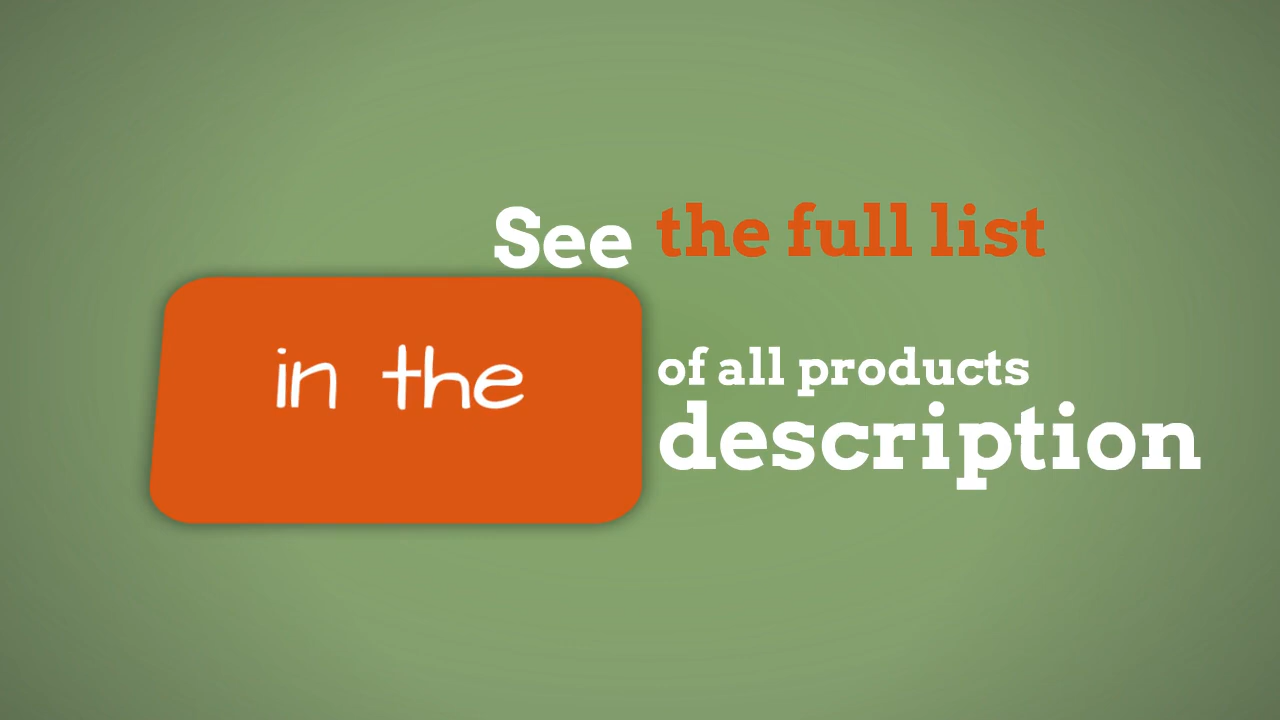 See the full list
of all products
in the
description